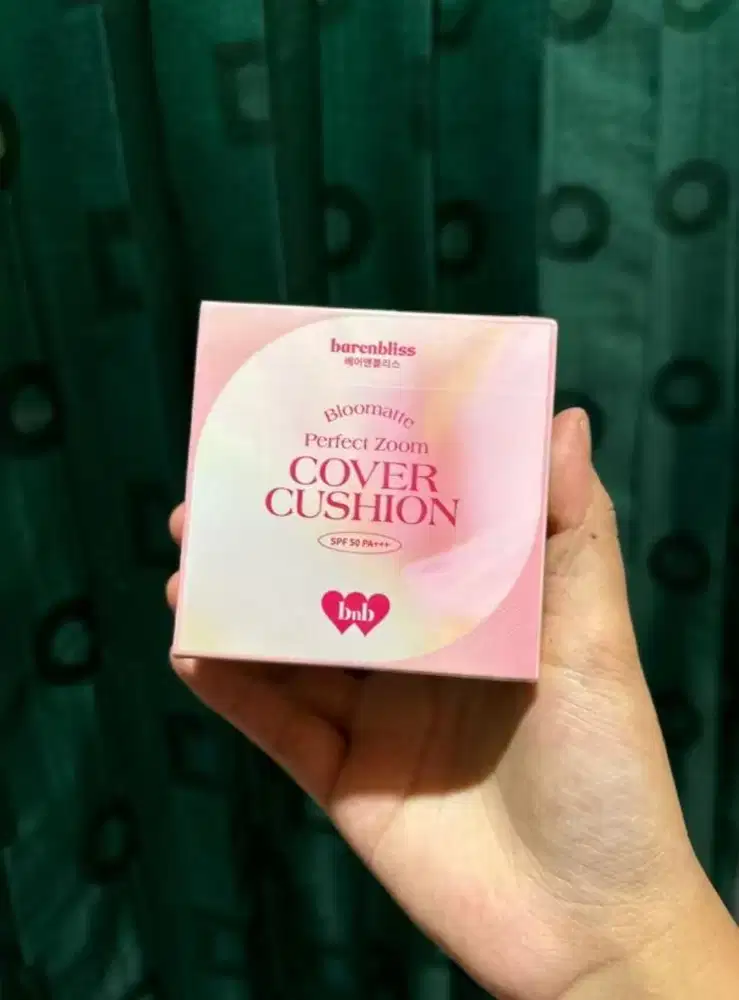 barenbliss
베어앤블리스
Bloomatte
Perfect Zoom
COVER
CUSHION
SPF 50 PA+++
bnb